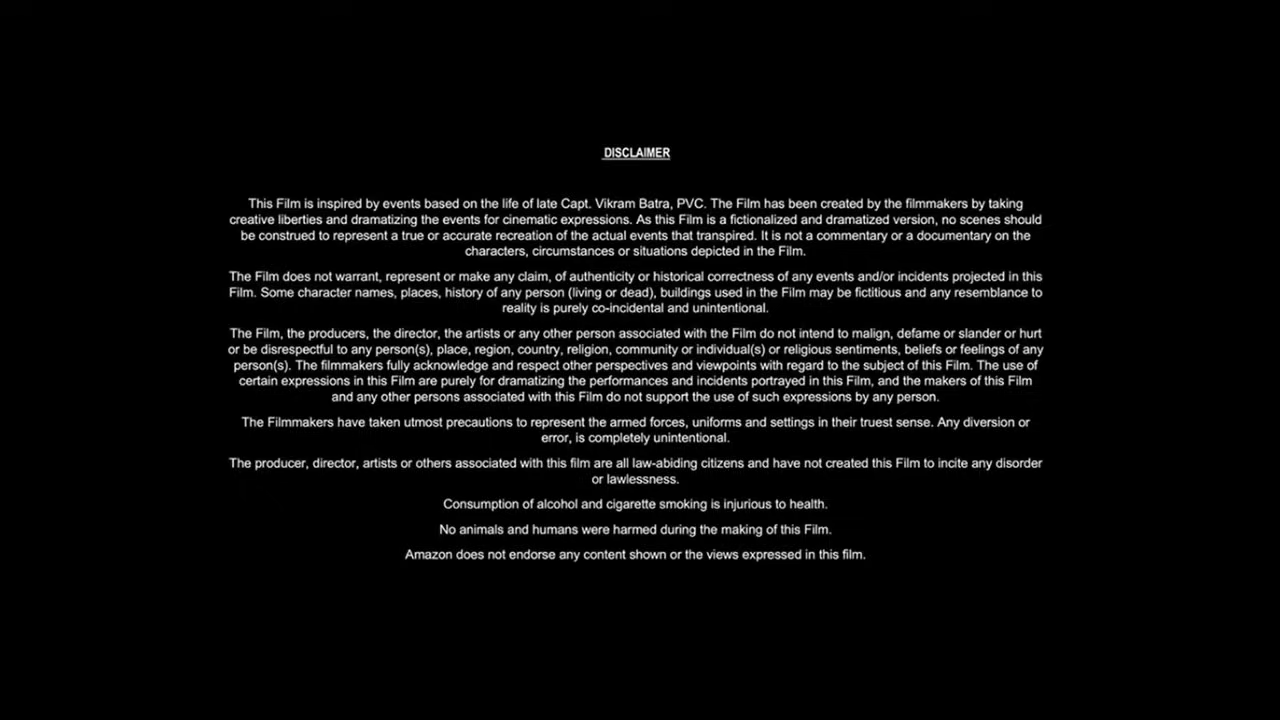 DISCLAIMER
This Film is inspired by events based on the life of late Capt. Vikram Batra, PVC. The Film has been created by the filmmakers by taking
creative liberties and dramatizing the events for cinematic expressions. As this Film is a fictionalized and dramatized version, no scenes should
be construed to represent a true or accurate recreation of the actual events that transpired. It is not a commentary or a documentary on the
characters, circumstances or situations depicted in the Film.
The Film does not warrant, represent or make any claim, of authenticity or historical correctness of any events and/or incidents projected in this
Film. Some character names, places, history of any person (living or dead), buildings used in the Film may be fictitious and any resemblance to
reality is purely co-incidental and unintentional.
The Film, the producers, the director, the artists or any other person associated with the Film do not intend to malign, defame or slander or hurt
or be disrespectful to any person(s), place, region, country, religion, community or individual(s) or religious sentiments, beliefs or feelings of any
person(s). The filmmakers fully acknowledge and respect other perspectives and viewpoints with regard to the subject of this Film. The use of
certain expressions in this Film are purely for dramatizing the performances and incidents portrayed in this Film, and the makers of this Film
and any other persons associated with this Film do not support the use of such expressions by any person.
The Filmmakers have taken utmost precautions to represent the armed forces, uniforms and settings in their truest sense. Any diversion or
error, is completely unintentional.
The producer, director, artists or others associated with this film are all law-abiding citizens and have not created this Film to incite any disorder
or lawlessness.
Consumption of alcohol and cigarette smoking is injurious to health.
No animals and humans were harmed during the making of this Film.
Amazon does not endorse any content shown or the views expressed in this film.